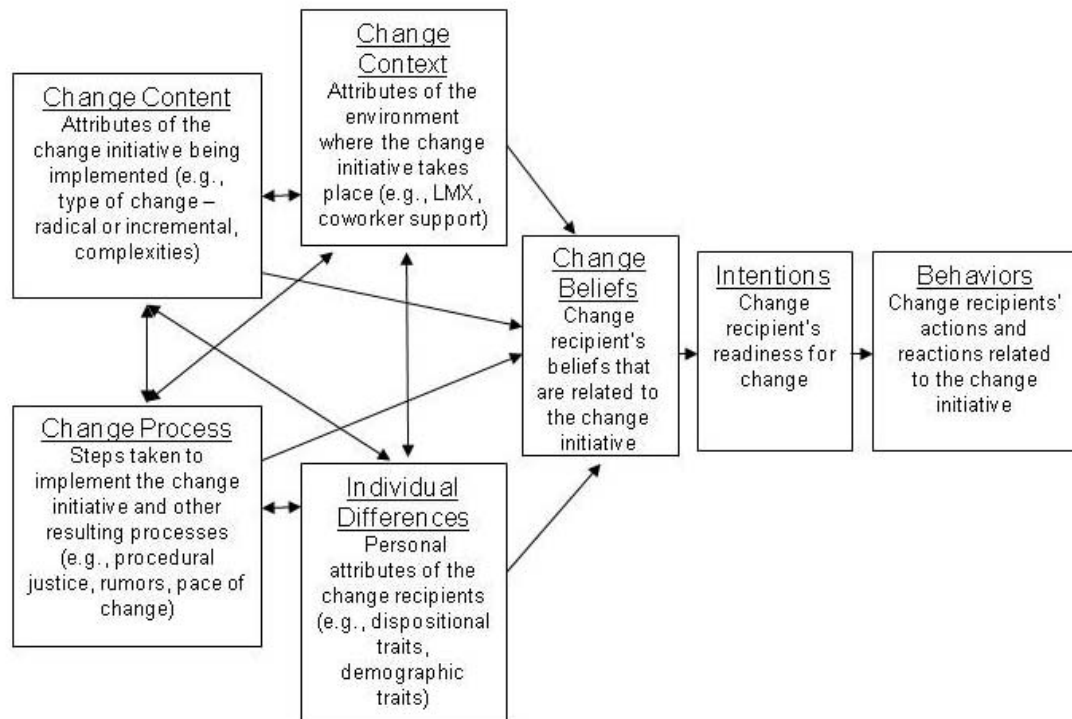 Change Content
Attributes of the
change initiative being
implemented (e.g.,
type of change –
radical or incremental,
complexities)
Change
Context
Attributes of the
environment
where the change
initiative takes
place (e.g., LMX,
coworker support)
Change Process
Steps taken to
implement the change
initiative and other
resulting processes
(e.g., procedural
justice, rumors, pace of
change)
Individual
Differences
Personal
attributes of the
change recipients
(e.g., dispositional
traits,
demographic
traits)
Change
Beliefs
Change
recipient's
beliefs that
are related to
the change
initiative
Intentions
Change
recipient's
readiness for
change
Behaviors
Change recipients'
actions and
reactions related
to the change
initiative